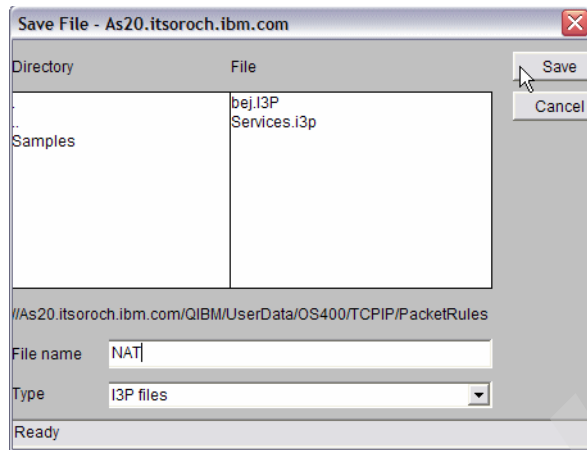 Save File - As20.itsoroch.ibm.com
Directory
File
Save
Cancel
.
..
Samples
bej.I3P
Services.i3p
//As20.itsoroch.ibm.com/QIBM/UserData/OS400/TCPIP/PacketRules
File name
NAT
Type
I3P files
Ready